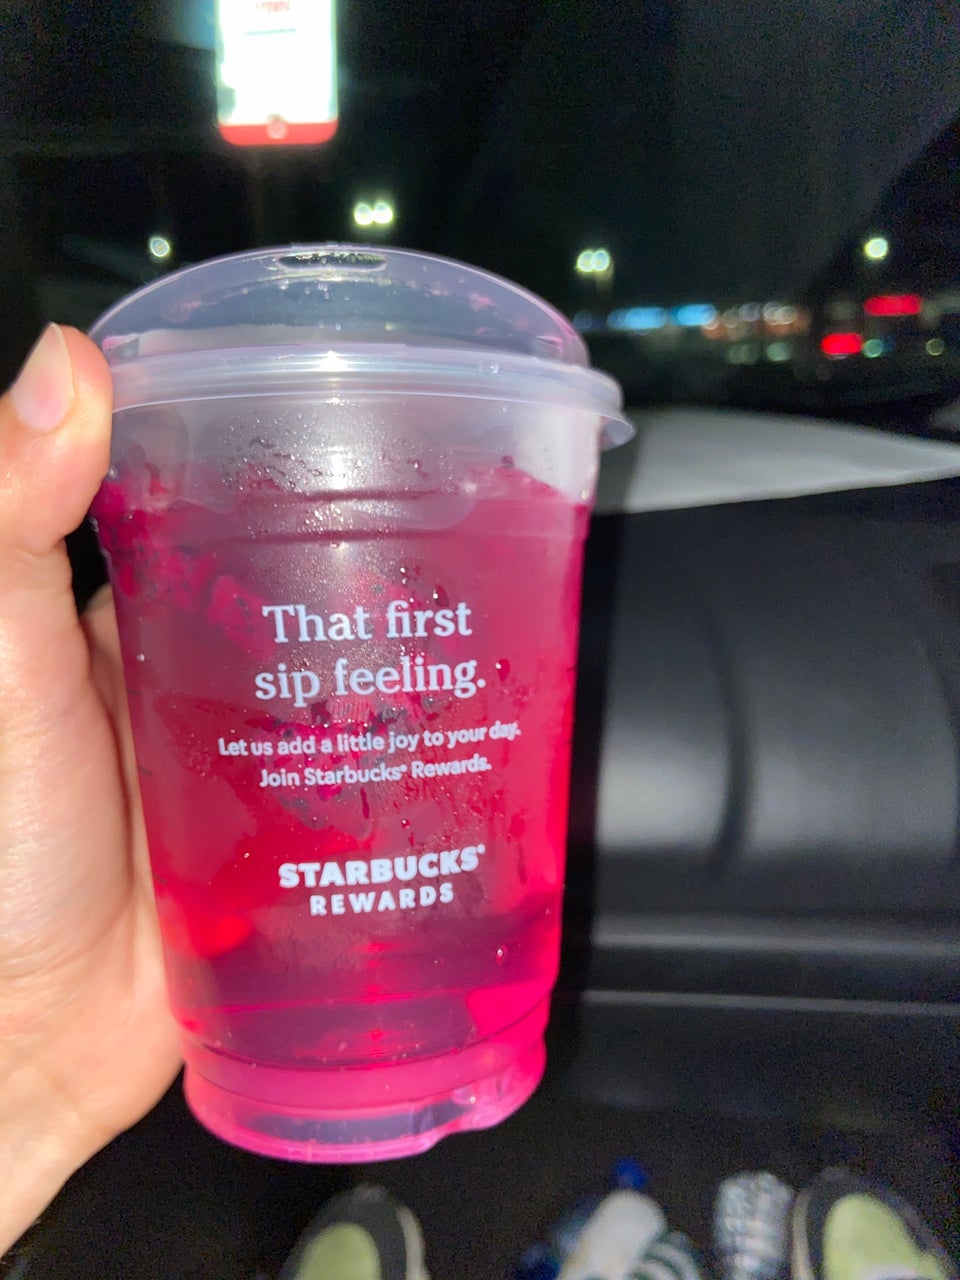 That first
sip feeling.
Let us add a little joy to your day.
Join Starbucks® Rewards.
STARBUCKS®
REWARDS